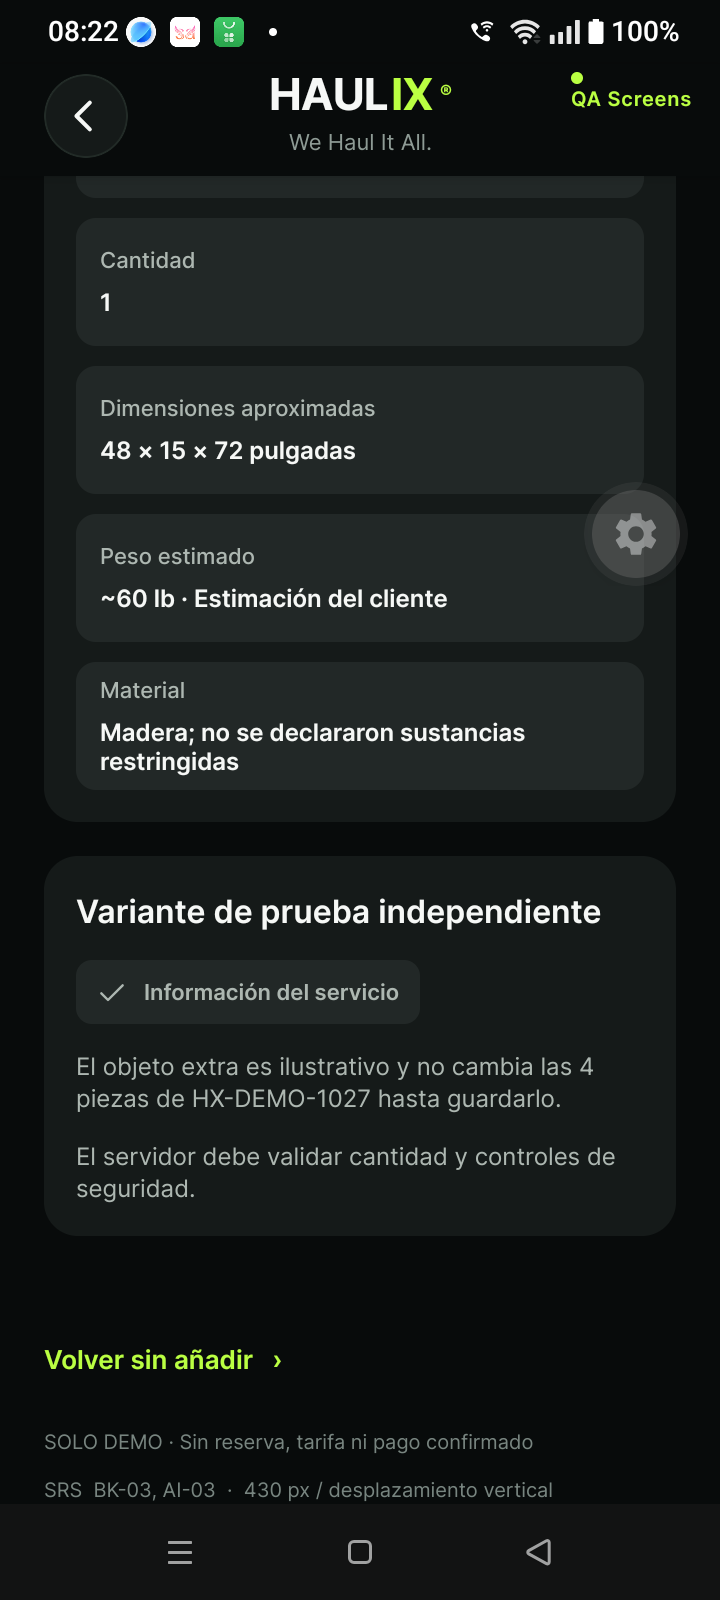 08:22
100%
HAULIX ®
QA Screens
We Haul It All.
Cantidad
1
Dimensiones aproximadas
48 × 15 × 72 pulgadas
Peso estimado
~60 lb · Estimación del cliente
Material
Madera; no se declararon sustancias
restringidas
Variante de prueba independiente
Información del servicio
El objeto extra es ilustrativo y no cambia las 4
piezas de HX-DEMO-1027 hasta guardarlo.
El servidor debe validar cantidad y controles de
seguridad.
Volver sin añadir ›
SOLO DEMO · Sin reserva, tarifa ni pago confirmado
SRS BK-03, AI-03 · 430 px / desplazamiento vertical